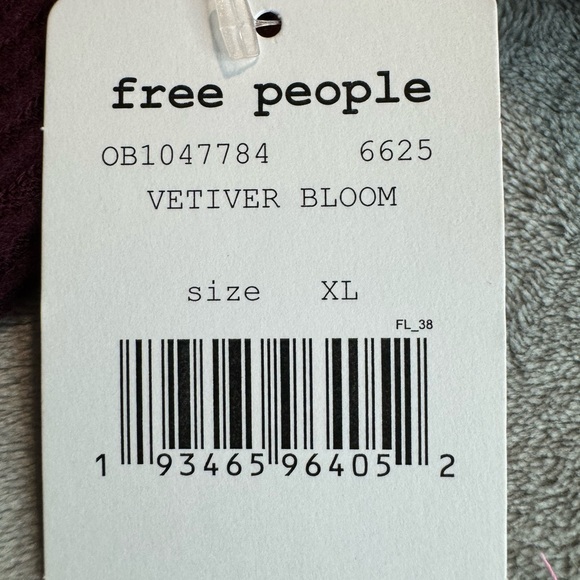 free people
OB1047784 6625
VETIVER BLOOM
size XL
FL_38
1 93465 96405 2